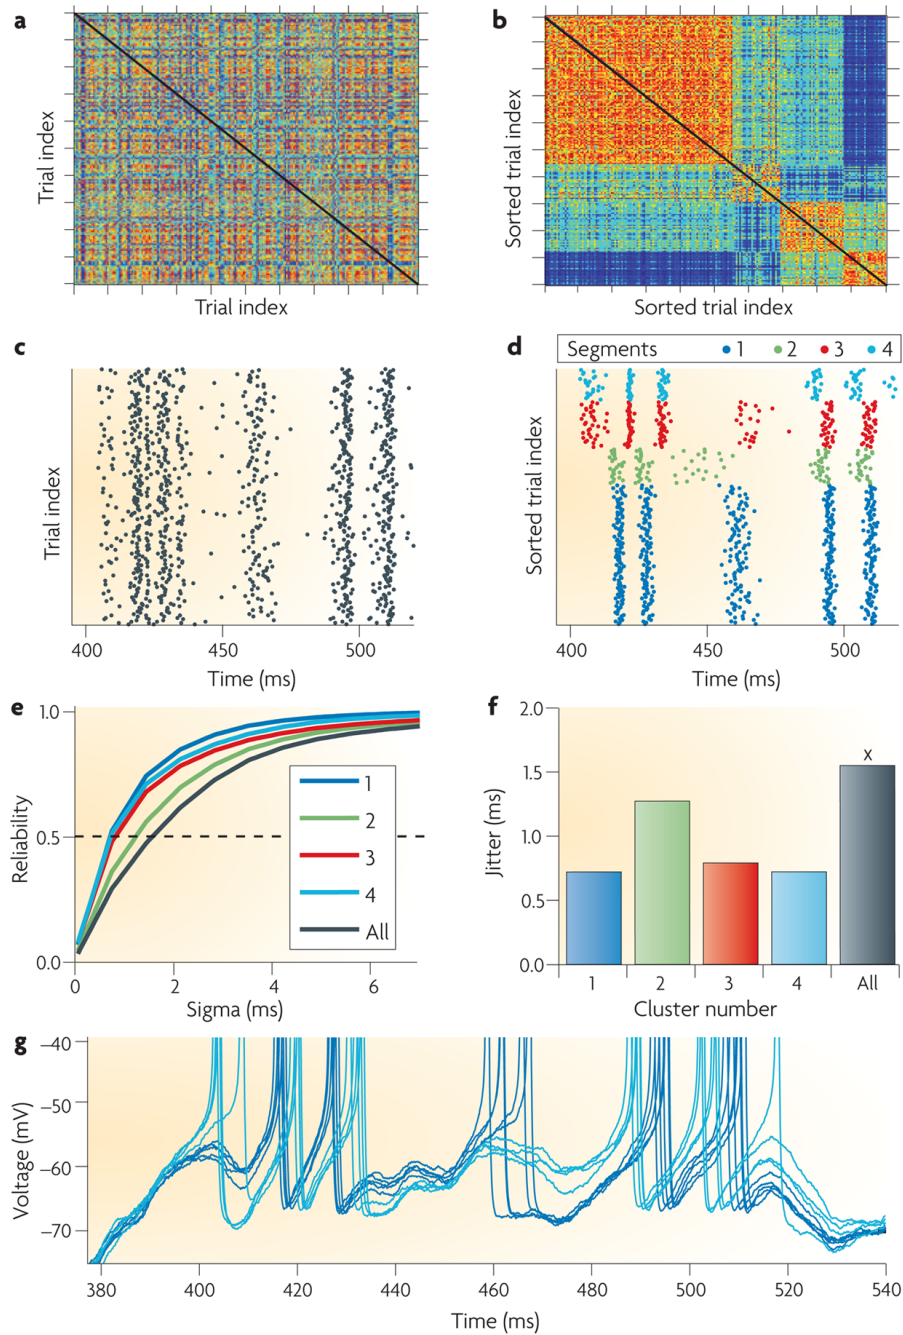 a
Trial index
Trial index
b
Sorted trial index
Sorted trial index
c
Trial index
400 450 500
Time (ms)
d
Segments 1 2 3 4
Sorted trial index
400 450 500
Time (ms)
e
1.0
0.5
0.0
Reliability
1
2
3
4
All
0 2 4 6
Sigma (ms)
f
2.0
1.5
1.0
0.5
0.0
Jitter (ms)
x
1 2 3 4 All
Cluster number
g
–40
–50
–60
–70
Voltage (mV)
380 400 420 440 460 480 500 520 540
Time (ms)